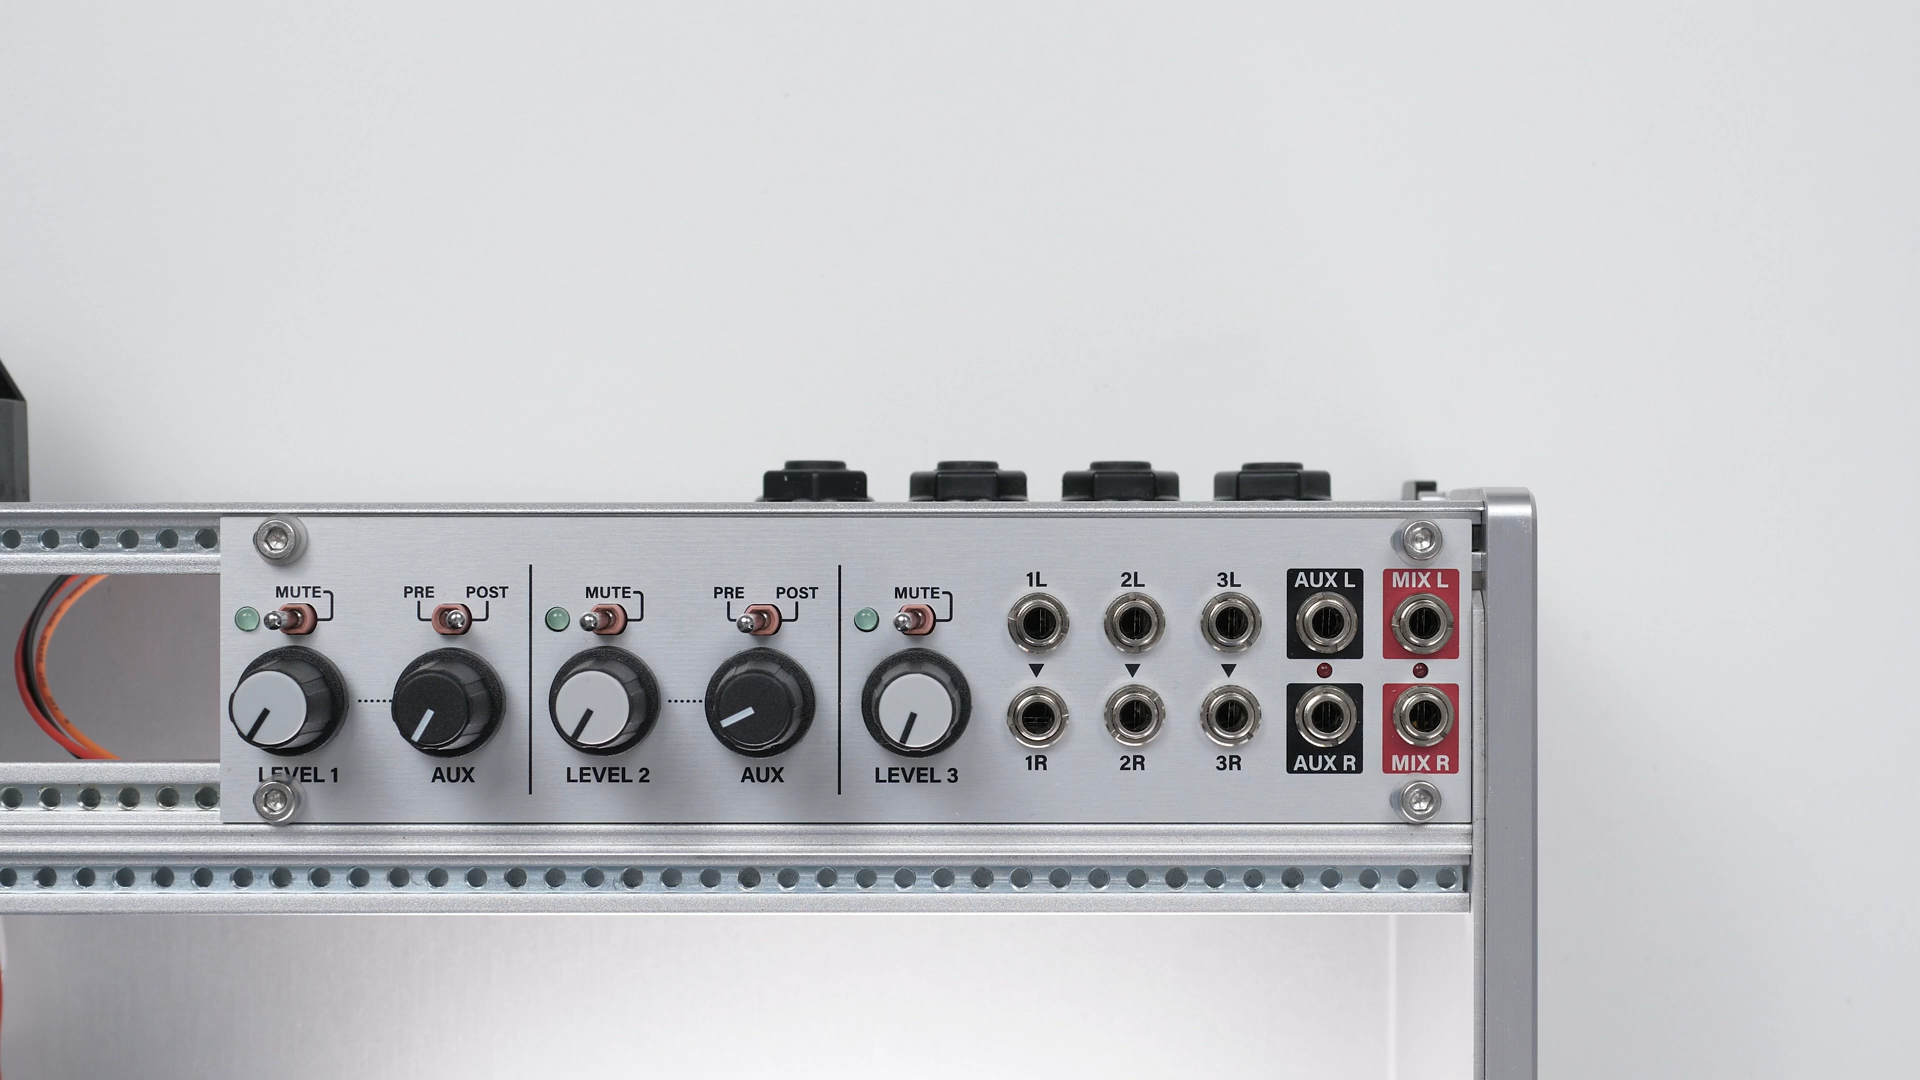 MUTE
PRE POST
MUTE
PRE POST
MUTE
1L 2L 3L AUX L MIX L
LEVEL 1 AUX LEVEL 2 AUX LEVEL 3
1R 2R 3R AUX R MIX R